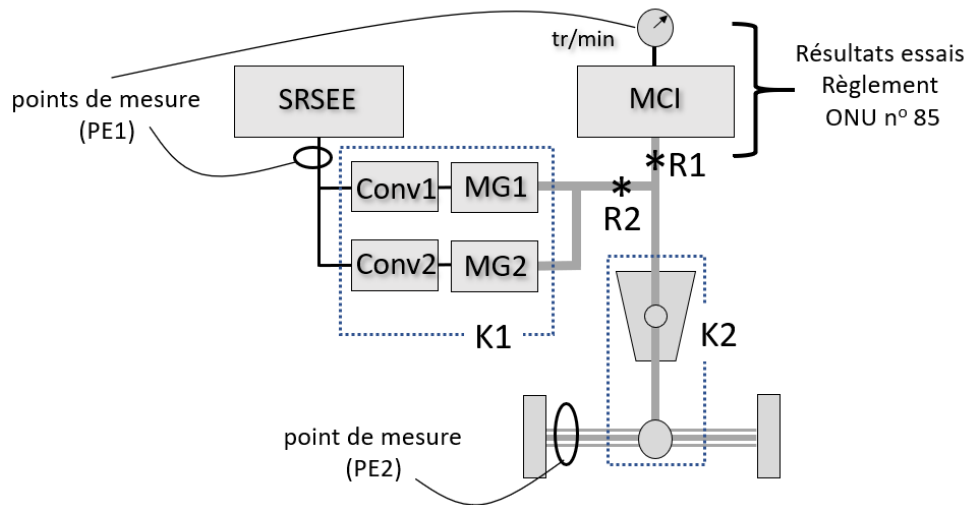 tr/min
SRSEE
MCI
Résultats essais
Règlement
ONU nº 85
points de mesure
(PE1)
R1
Conv1
MG1
R2
Conv2
MG2
K1
K2
point de mesure
(PE2)